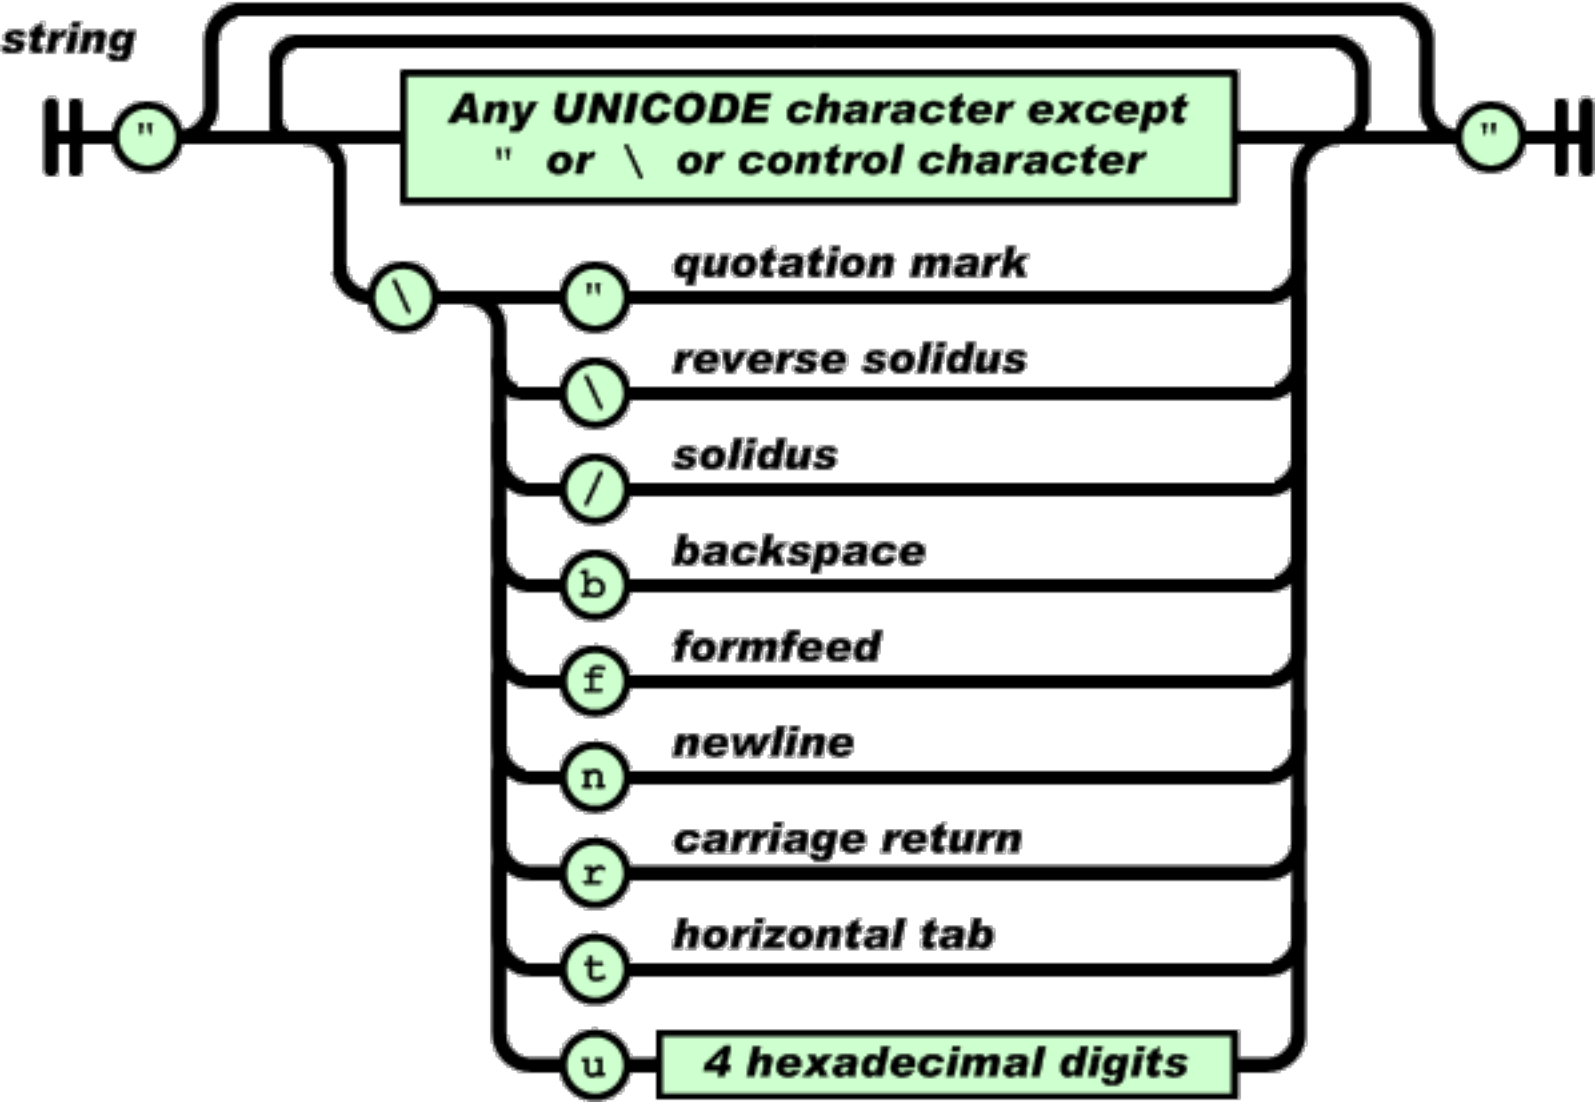 string
"
Any UNICODE character except
" or \ or control character
"
\
" quotation mark
\ reverse solidus
/ solidus
b backspace
f formfeed
n newline
r carriage return
t horizontal tab
u 4 hexadecimal digits